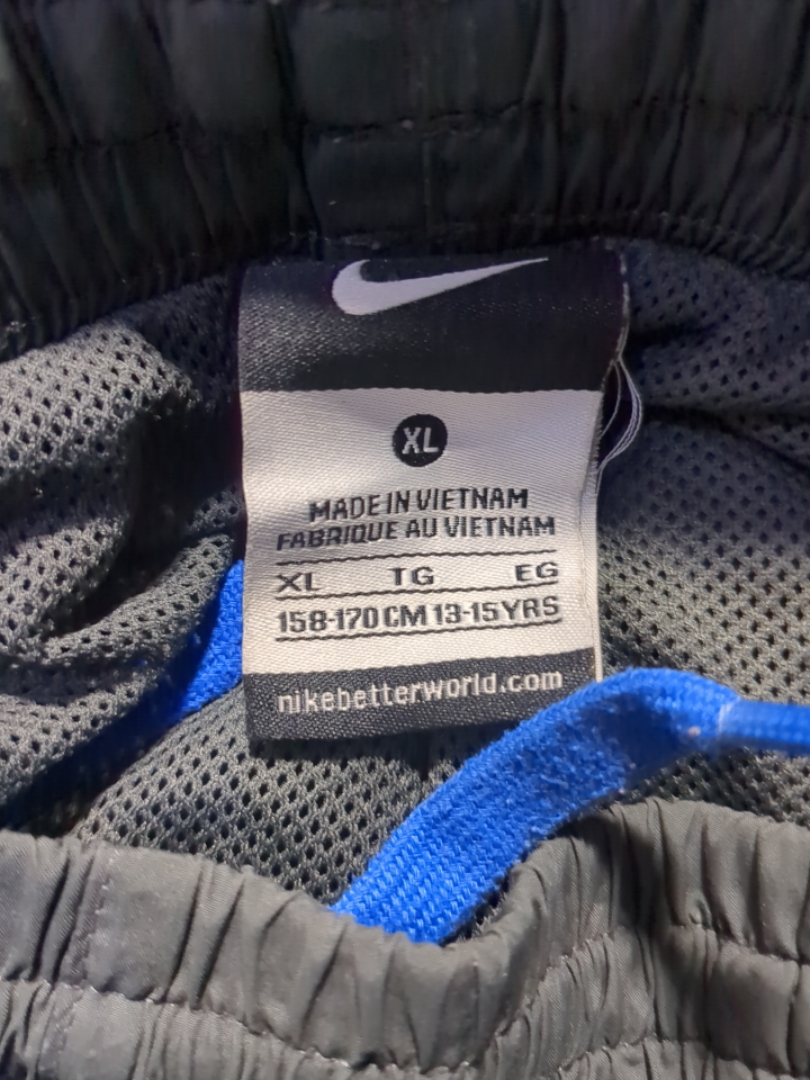 XL
MADE IN VIETNAM
FABRIQUE AU VIETNAM
XL TG EG
158-170 CM 13-15 YRS
nikebetterworld.com